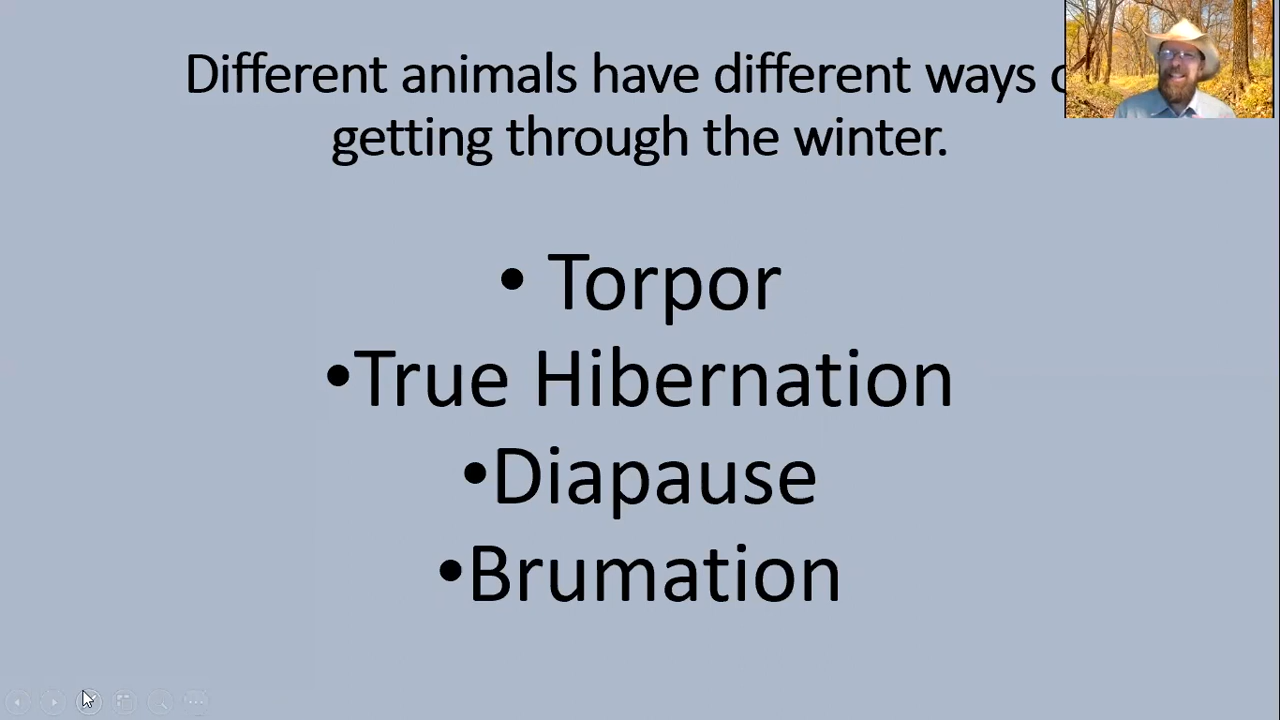 Different animals have different ways
getting through the winter.
• Torpor
•True Hibernation
•Diapause
•Brumation